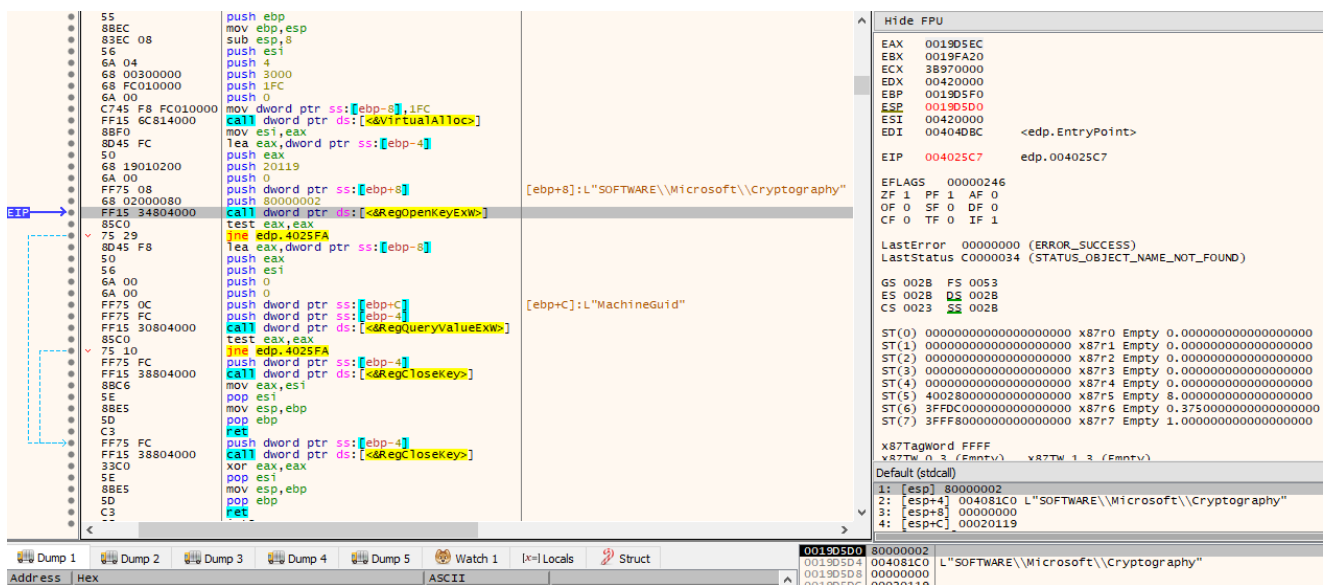 55 push ebp
8BEC mov ebp,esp
83EC 08 sub esp,8
56 push esi
6A 04 push 4
68 00300000 push 3000
68 FC010000 push 1FC
6A 00 push 0
C745 F8 FC010000 mov dword ptr ss:[ebp-8],1FC
FF15 6C814000 call dword ptr ds:[<&VirtualAlloc>]
8BF0 mov esi,eax
8D45 FC lea eax,dword ptr ss:[ebp-4]
50 push eax
68 19010200 push 20119
6A 00 push 0
FF75 08 push dword ptr ss:[ebp+8] [ebp+8]:L"SOFTWARE\\Microsoft\\Cryptography"
68 02000080 push 80000002
EIP FF15 34804000 call dword ptr ds:[<&RegOpenKeyExW>]
85C0 test eax,eax
75 29 jne edp.4025FA
8D45 F8 lea eax,dword ptr ss:[ebp-8]
50 push eax
56 push esi
6A 00 push 0
6A 00 push 0
FF75 0C push dword ptr ss:[ebp+C] [ebp+C]:L"MachineGuid"
FF75 FC push dword ptr ss:[ebp-4]
FF15 30804000 call dword ptr ds:[<&RegQueryValueExW>]
85C0 test eax,eax
75 10 jne edp.4025FA
FF75 FC push dword ptr ss:[ebp-4]
FF15 38804000 call dword ptr ds:[<&RegCloseKey>]
8BC6 mov eax,esi
5E pop esi
8BE5 mov esp,ebp
5D pop ebp
C3 ret
FF75 FC push dword ptr ss:[ebp-4]
FF15 38804000 call dword ptr ds:[<&RegCloseKey>]
33C0 xor eax,eax
5E pop esi
8BE5 mov esp,ebp
5D pop ebp
C3 ret
Hide FPU
EAX 0019D5EC
EBX 0019FA20
ECX 3B970000
EDX 00420000
EBP 0019D5F0
ESP 0019D5D0
ESI 00420000
EDI 00404DBC <edp.EntryPoint>
EIP 004025C7 edp.004025C7
EFLAGS 00000246
ZF 1 PF 1 AF 0
OF 0 SF 0 DF 0
CF 0 TF 0 IF 1
LastError 00000000 (ERROR_SUCCESS)
LastStatus C0000034 (STATUS_OBJECT_NAME_NOT_FOUND)
GS 002B FS 0053
ES 002B DS 002B
CS 0023 SS 002B
ST(0) 00000000000000000000 x87r0 Empty 0.000000000000000000
ST(1) 00000000000000000000 x87r1 Empty 0.000000000000000000
ST(2) 00000000000000000000 x87r2 Empty 0.000000000000000000
ST(3) 00000000000000000000 x87r3 Empty 0.000000000000000000
ST(4) 00000000000000000000 x87r4 Empty 0.000000000000000000
ST(5) 40028000000000000000 x87r5 Empty 8.000000000000000000
ST(6) 3FFDC000000000000000 x87r6 Empty 0.375000000000000000
ST(7) 3FFF8000000000000000 x87r7 Empty 1.000000000000000000
x87TagWord FFFF
x87TW_0 3 (Empty) x87TW_1 3 (Empty)
Default (stdcall)
1: [esp] 80000002
2: [esp+4] 004081C0 L"SOFTWARE\\Microsoft\\Cryptography"
3: [esp+8] 00000000
4: [esp+C] 00020119
Dump 1 Dump 2 Dump 3 Dump 4 Dump 5 Watch 1 [x=] Locals Struct
Address Hex ASCII
0019D5D0 80000002
0019D5D4 004081C0 L"SOFTWARE\\Microsoft\\Cryptography"
0019D5D8 00000000
0019D5DC 00020119